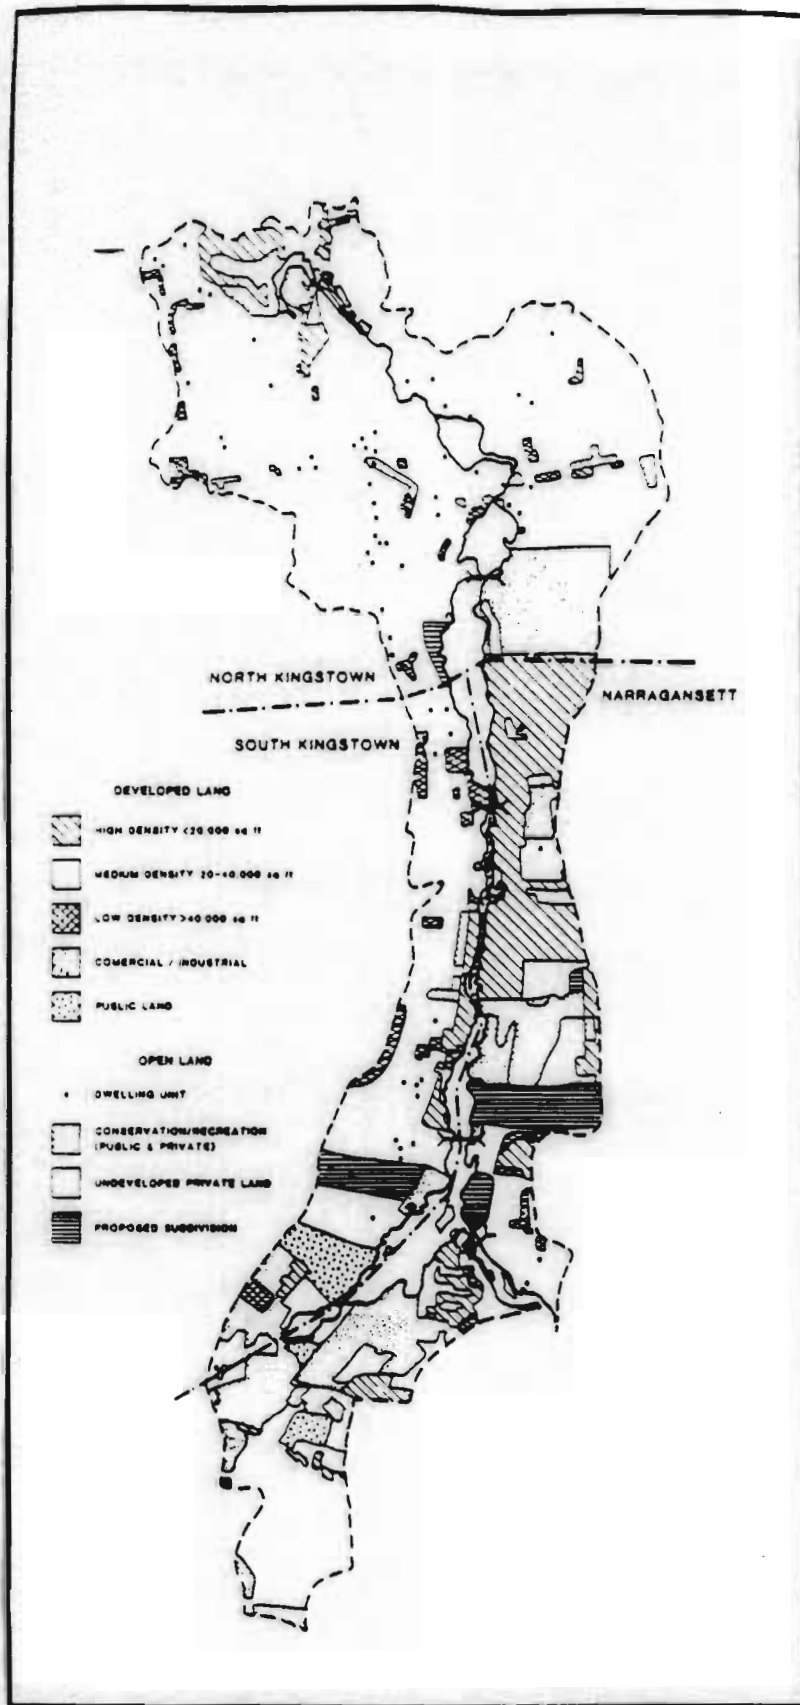 NORTH KINGSTOWN
NARRAGANSETT
SOUTH KINGSTOWN
DEVELOPED LAND
HIGH DENSITY <20,000 sq ft
MEDIUM DENSITY 20-40,000 sq ft
LOW DENSITY >40,000 sq ft
COMERCIAL / INDUSTRIAL
PUBLIC LAND
OPEN LAND
DWELLING UNIT
CONSERVATION/RECREATION
(PUBLIC & PRIVATE)
UNDEVELOPED PRIVATE LAND
PROPOSED SUBDIVISION